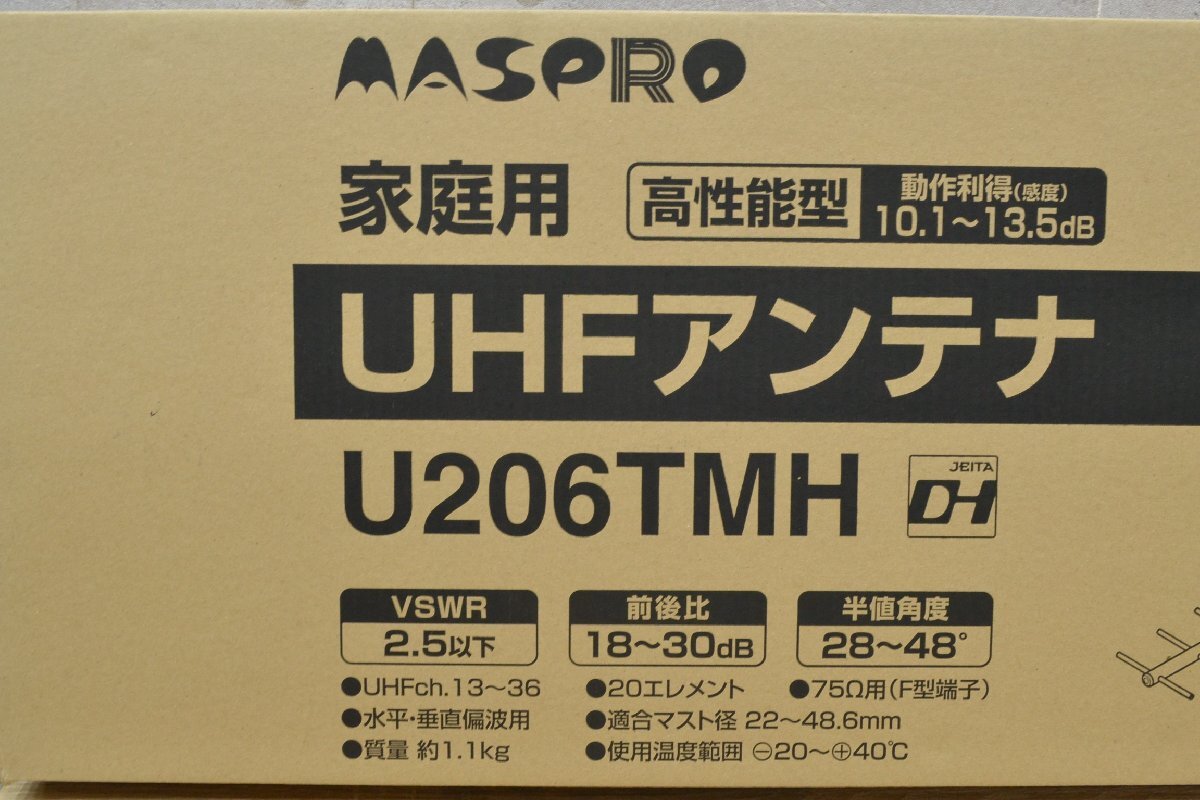 MASPRO
家庭用 高性能型 動作利得(感度)
10.1～13.5dB
UHFアンテナ
U206TMH JEITA DH
VSWR 前後比 半値角度
2.5以下 18～30dB 28～48°
●UHFch.13～36 ●20エレメント ●75Ω用(F型端子)
●水平・垂直偏波用 ●適合マスト径 22～48.6mm
●質量 約1.1kg ●使用温度範囲 ⊖20～⊕40℃